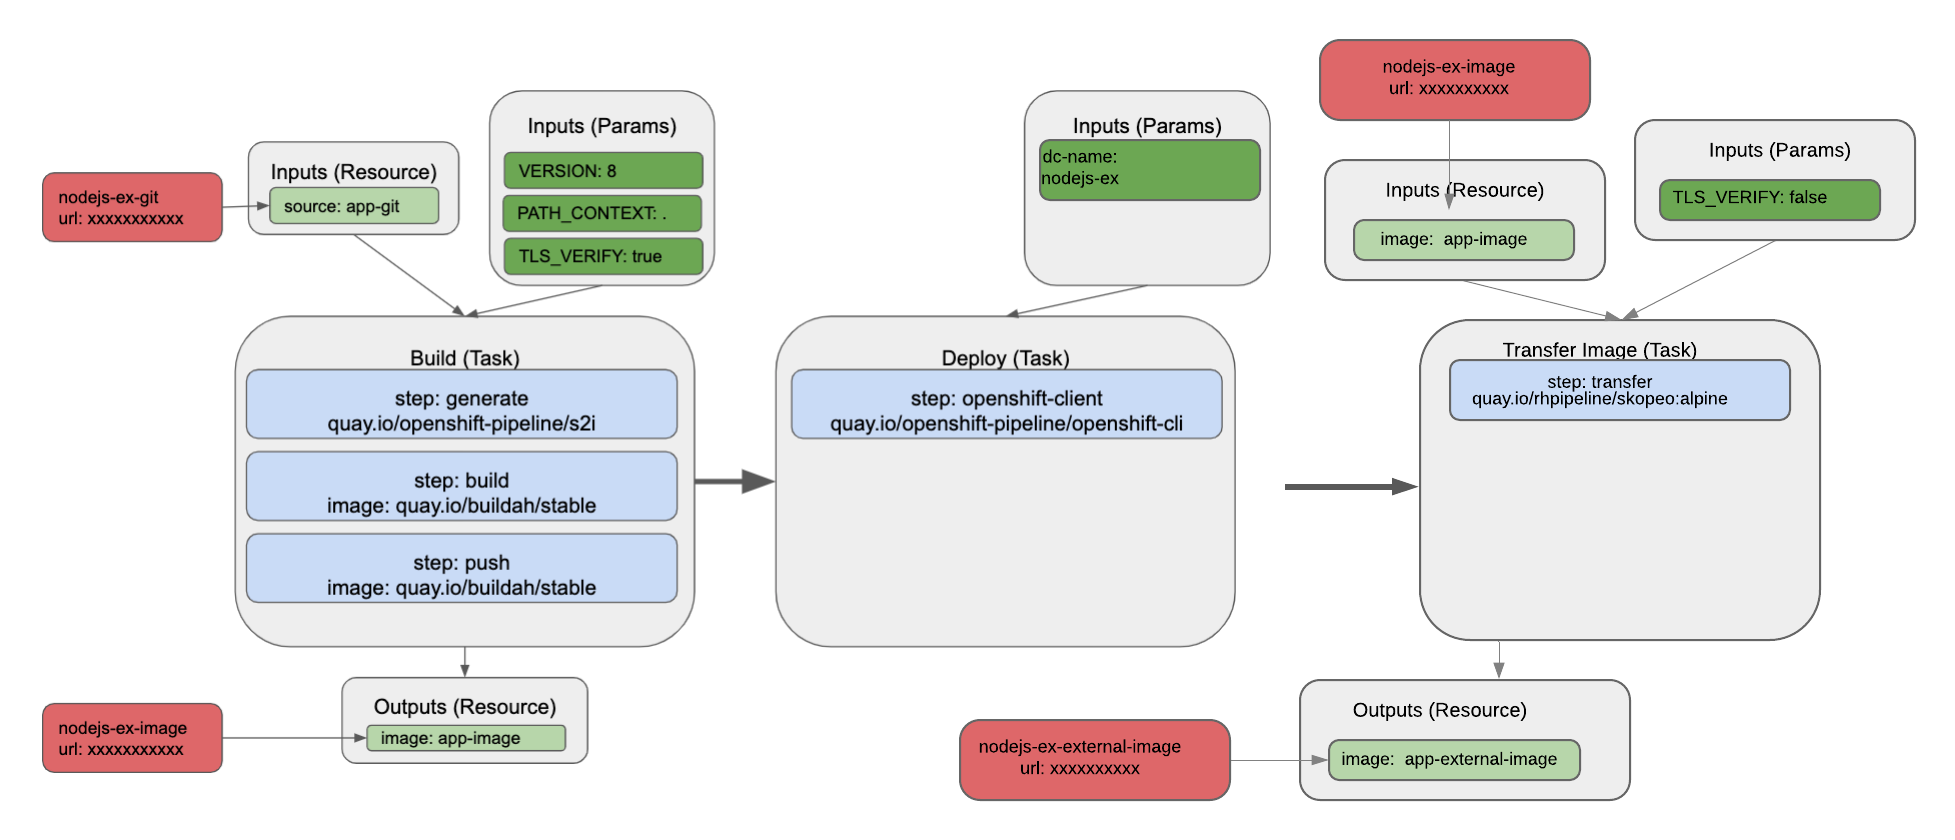 nodejs-ex-git
url: xxxxxxxxxxx
Inputs (Resource)
source: app-git
Inputs (Params)
VERSION: 8
PATH_CONTEXT: .
TLS_VERIFY: true
Build (Task)
step: generate
quay.io/openshift-pipeline/s2i
step: build
image: quay.io/buildah/stable
step: push
image: quay.io/buildah/stable
nodejs-ex-image
url: xxxxxxxxxxx
Outputs (Resource)
image: app-image
Inputs (Params)
dc-name:
nodejs-ex
Deploy (Task)
step: openshift-client
quay.io/openshift-pipeline/openshift-cli
nodejs-ex-image
url: xxxxxxxxxx
Inputs (Resource)
image: app-image
Inputs (Params)
TLS_VERIFY: false
Transfer Image (Task)
step: transfer
quay.io/rhpipeline/skopeo:alpine
nodejs-ex-external-image
url: xxxxxxxxxx
Outputs (Resource)
image: app-external-image